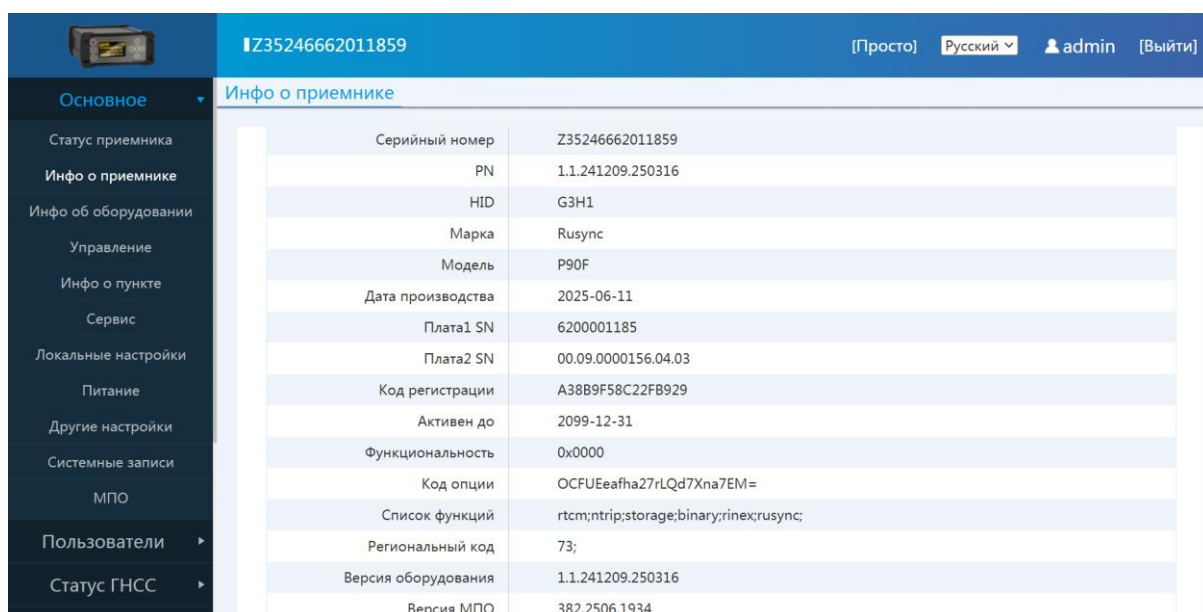 Z35246662011859 [Просто] Русский admin [Выйти]
Основное
Статус приемника
Инфо о приемнике
Инфо об оборудовании
Управление
Инфо о пункте
Сервис
Локальные настройки
Питание
Другие настройки
Системные записи
МПО
Пользователи
Статус ГНСС
Инфо о приемнике
Серийный номер Z35246662011859
PN 1.1.241209.250316
HID G3H1
Марка Rusync
Модель P90F
Дата производства 2025-06-11
Плата1 SN 6200001185
Плата2 SN 00.09.0000156.04.03
Код регистрации A38B9F58C22FB929
Активен до 2099-12-31
Функциональность 0x0000
Код опции OCFUEeafha27rLQd7Xna7EM=
Список функций rtcm;ntrip;storage;binary;rinex;rusync;
Региональный код 73;
Версия оборудования 1.1.241209.250316
Версия МПО 382.2506.1934